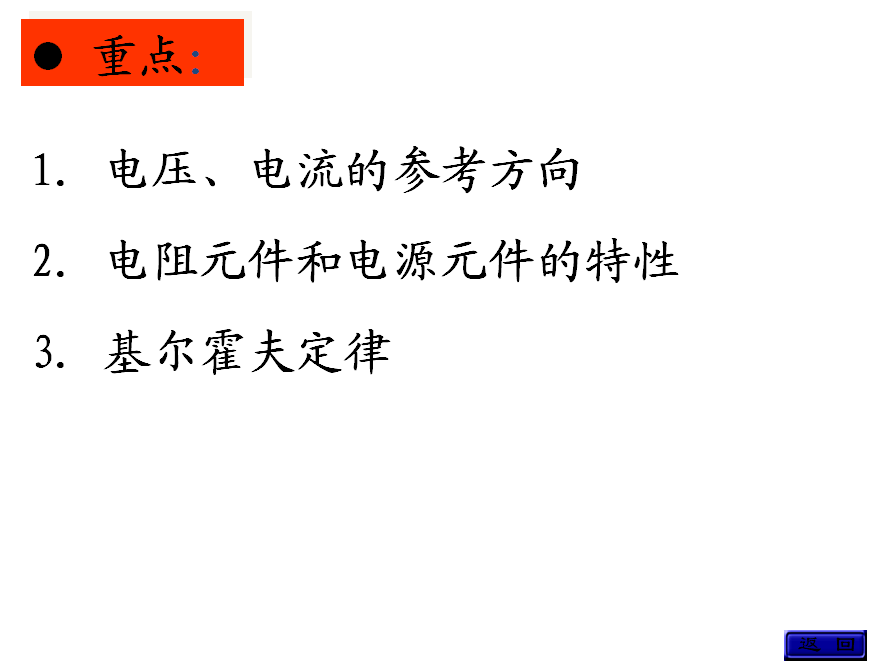 ● 重点:
1. 电压、电流的参考方向
2. 电阻元件和电源元件的特性
3. 基尔霍夫定律
返 回